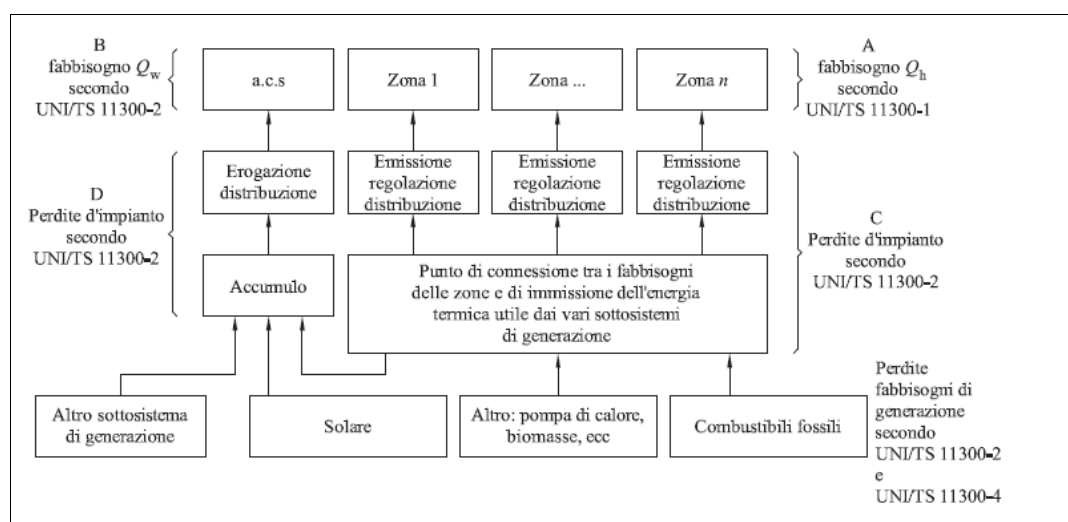 B
fabbisogno Qw
secondo
UNI/TS 11300-2
a.c.s
Zona 1
Zona ...
Zona n
A
fabbisogno Qh
secondo
UNI/TS 11300-1
D
Perdite d'impianto
secondo
UNI/TS 11300-2
Erogazione
distribuzione
Emissione
regolazione
distribuzione
Emissione
regolazione
distribuzione
Emissione
regolazione
distribuzione
C
Perdite d'impianto
secondo
UNI/TS 11300-2
Accumulo
Punto di connessione tra i fabbisogni
delle zone e di immissione dell'energia
termica utile dai vari sottosistemi
di generazione
Altro sottosistema
di generazione
Solare
Altro: pompa di calore,
biomasse, ecc
Combustibili fossili
Perdite
fabbisogni di
generazione
secondo
UNI/TS 11300-2
e
UNI/TS 11300-4